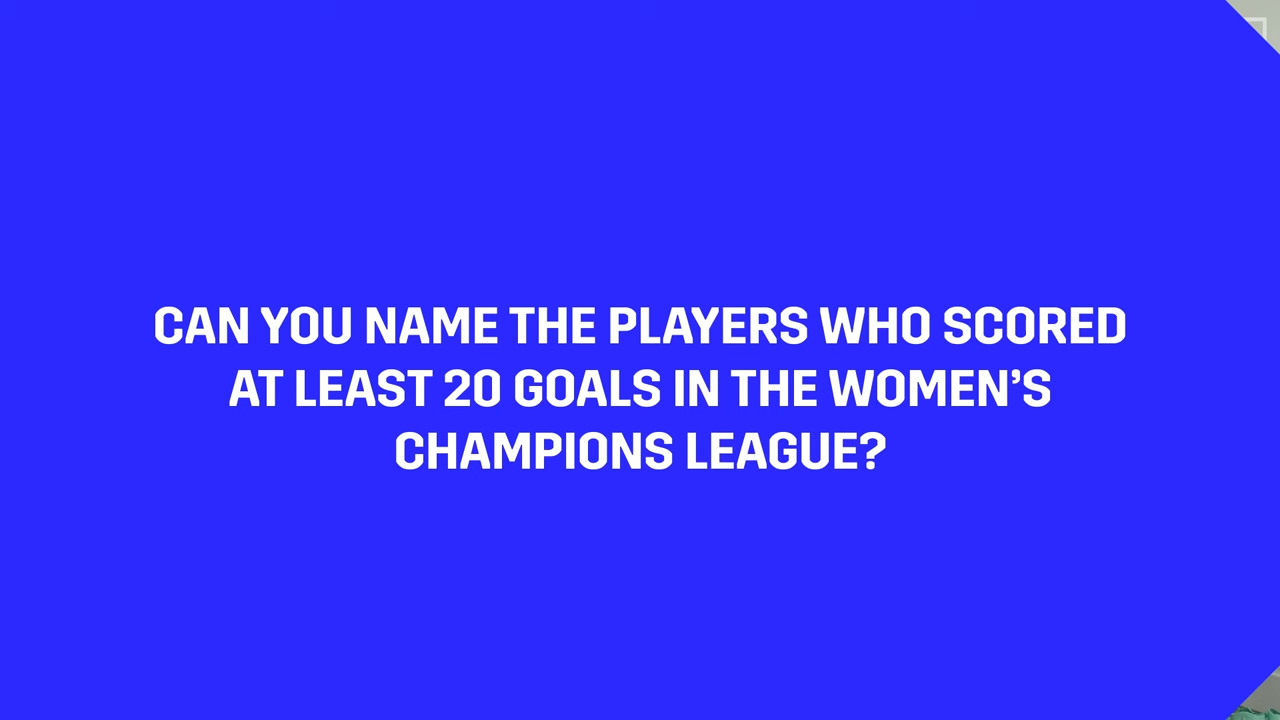 CAN YOU NAME THE PLAYERS WHO SCORED
AT LEAST 20 GOALS IN THE WOMEN’S
CHAMPIONS LEAGUE?